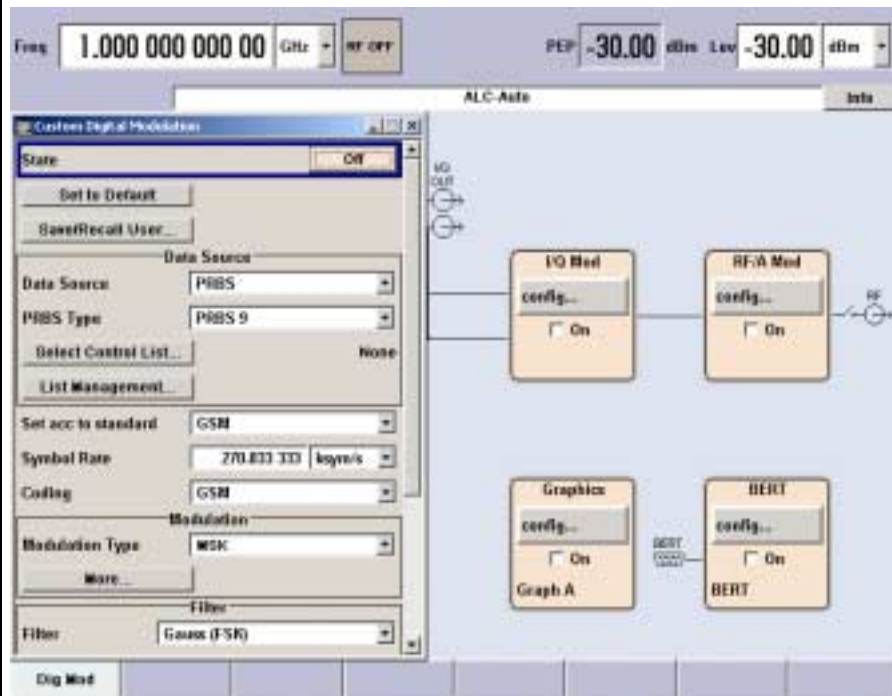 Freq 1.000 000 000 00 GHz RF OFF PEP -30.00 dBm Lev -30.00 dBm
ALC-Auto Info
Custom Digital Modulation
State Off
Set to Default
Save/Recall User...
Data Source
Data Source PRBS
PRBS Type PRBS 9
Select Control List... None
List Management...
Set acc to standard GSM
Symbol Rate 270.833 333 ksym/s
Coding GSM
Modulation
Modulation Type MSK
More...
Filter
Filter Gauss (FSK)
I/Q
OUT
I/Q Mod
config...
On
RF/A Mod
config...
On
RF
Graphics
config...
On
Graph A
BERT
BERT
config...
On
BERT
Dig Mod